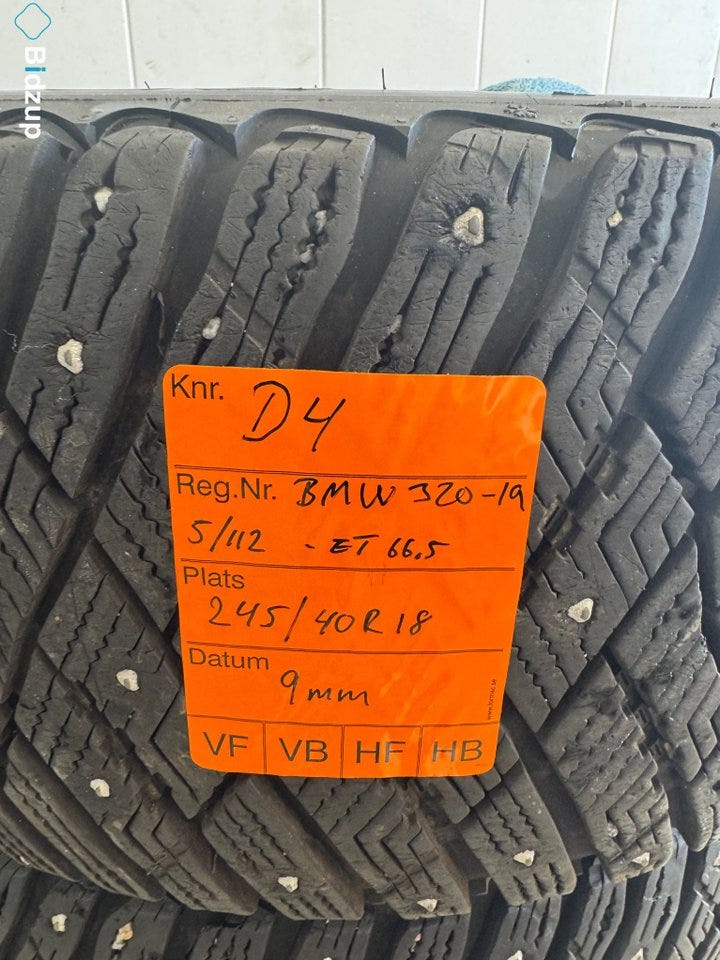 Bidzup
Knr. D4
Reg.Nr. BMW 320-19
5/112 - ET 66,5
Plats
245/40R18
Datum
9mm
VF VB HF HB